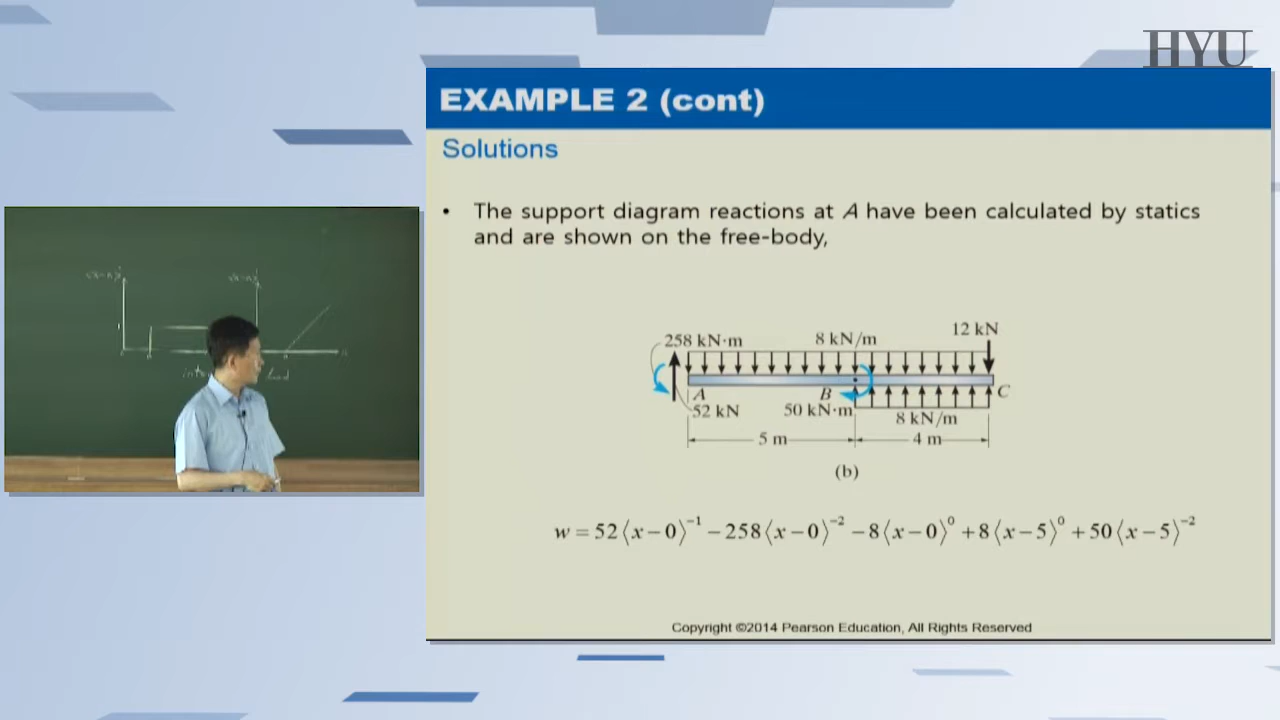 HYU
EXAMPLE 2 (cont)
Solutions
• The support diagram reactions at A have been calculated by statics
and are shown on the free-body,
12 kN
258 kN·m 8 kN/m
A B C
52 kN 50 kN·m 8 kN/m
5 m 4 m
(b)
w = 52⟨x−0⟩⁻¹ − 258⟨x−0⟩⁻² − 8⟨x−0⟩⁰ + 8⟨x−5⟩⁰ + 50⟨x−5⟩⁻²
Copyright ©2014 Pearson Education, All Rights Reserved